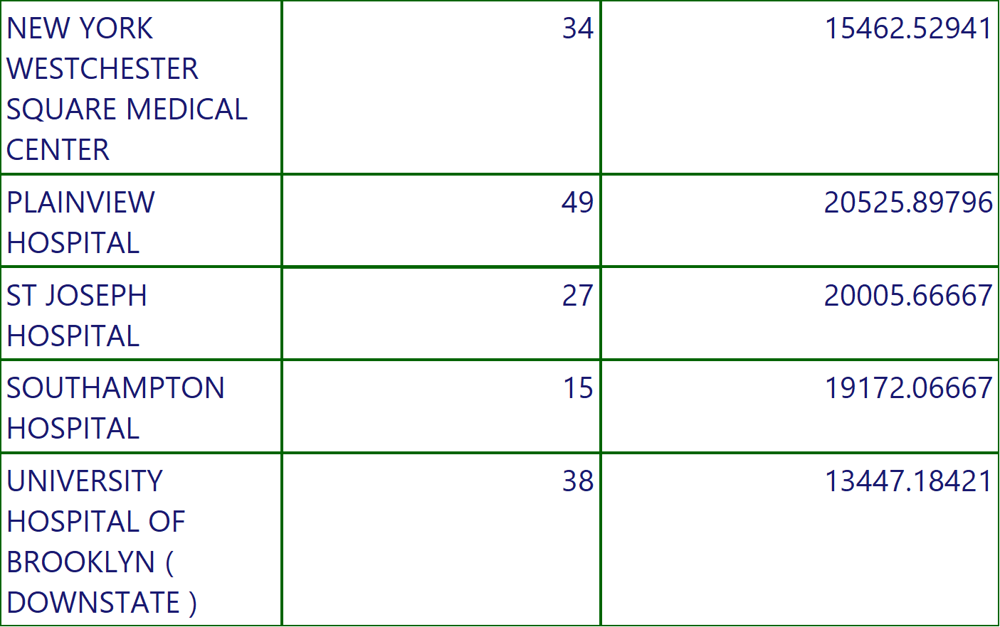 NEW YORK 34 15462.52941
WESTCHESTER
SQUARE MEDICAL
CENTER
PLAINVIEW 49 20525.89796
HOSPITAL
ST JOSEPH 27 20005.66667
HOSPITAL
SOUTHAMPTON 15 19172.06667
HOSPITAL
UNIVERSITY 38 13447.18421
HOSPITAL OF
BROOKLYN (
DOWNSTATE )